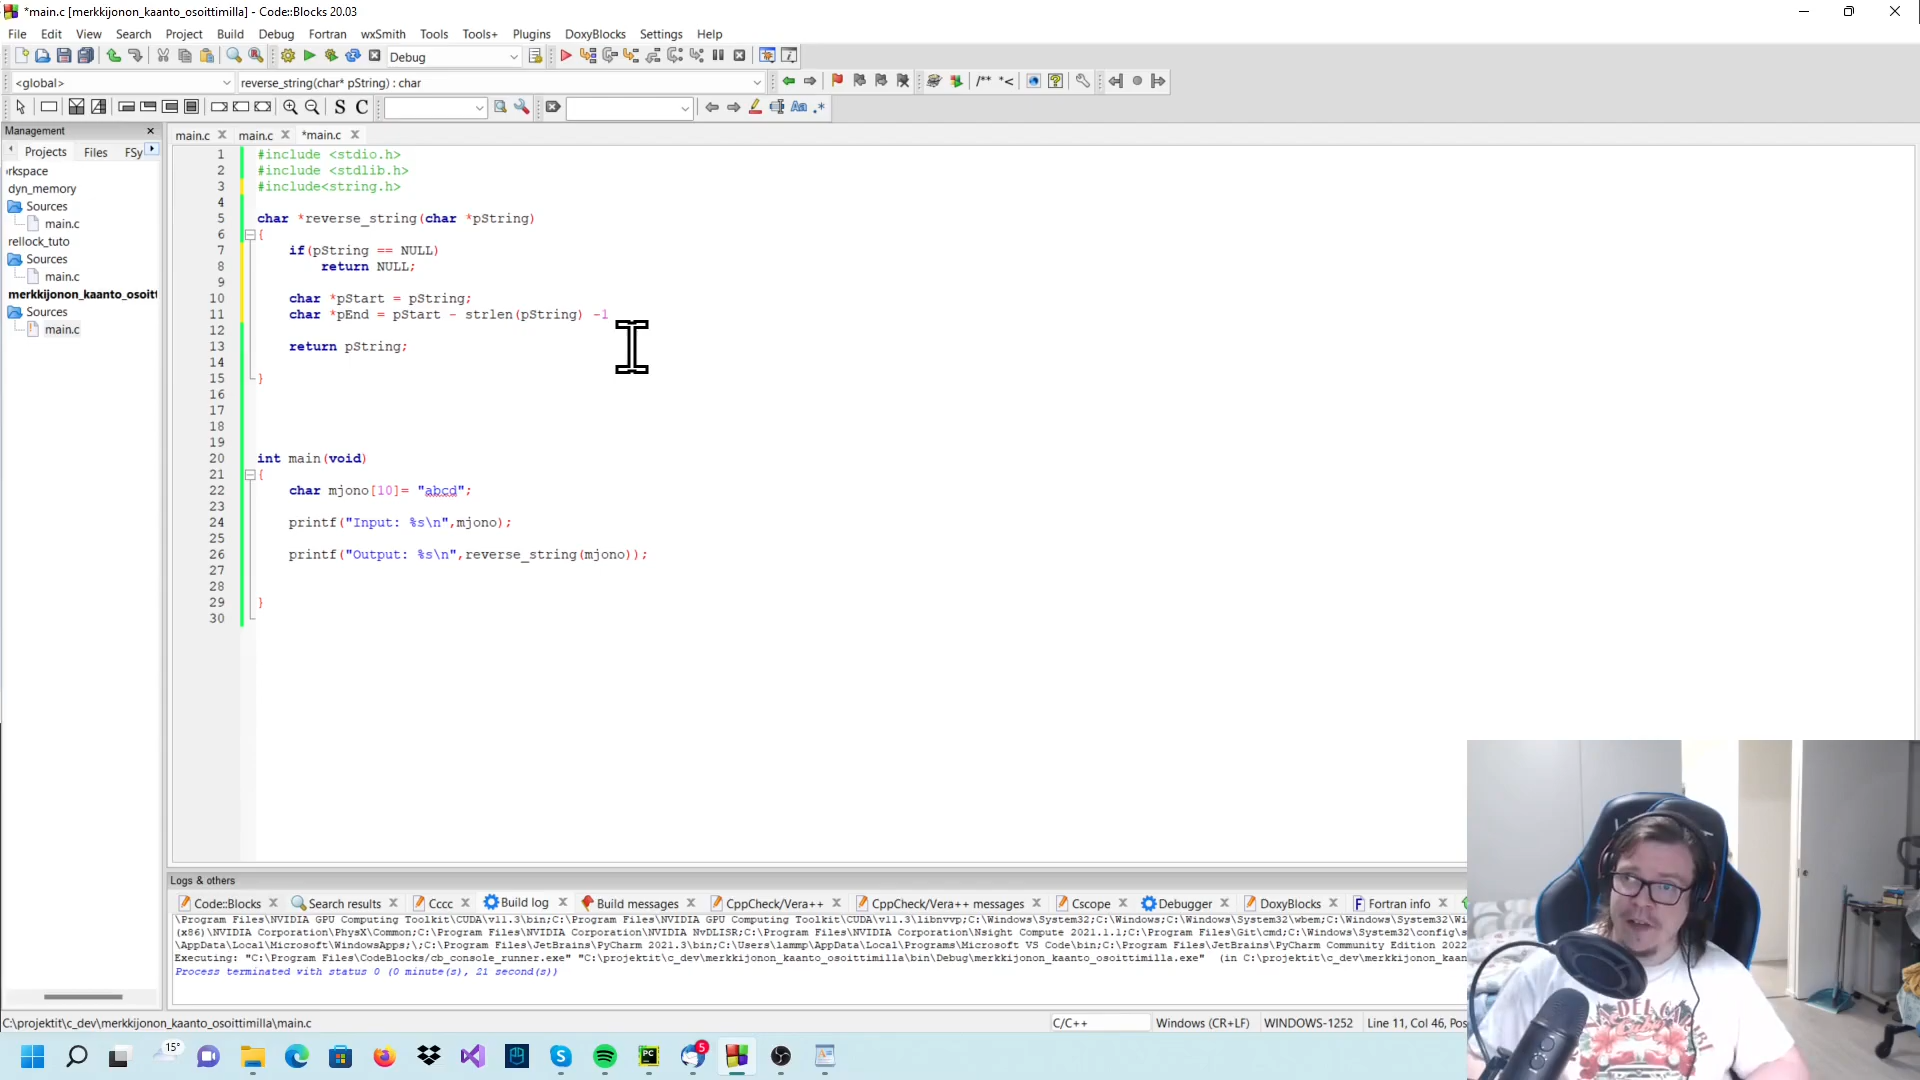 *main.c [merkkijonon_kaanto_osoittimilla] - Code::Blocks 20.03
File Edit View Search Project Build Debug Fortran wxSmith Tools Tools+ Plugins DoxyBlocks Settings Help
Debug
<global> reverse_string(char* pString) : char
/** *<
S C Aa .*
Management
Projects Files FSy
rkspace
dyn_memory
Sources
main.c
rellock_tuto
Sources
main.c
merkkijonon_kaanto_osoitt
Sources
main.c
main.c main.c *main.c
1 #include <stdio.h>
2 #include <stdlib.h>
3 #include<string.h>
4
5 char *reverse_string(char *pString)
6 {
7 if(pString == NULL)
8 return NULL;
9
10 char *pStart = pString;
11 char *pEnd = pStart - strlen(pString) -1
12
13 return pString;
14
15 }
16
17
18
19
20 int main(void)
21 {
22 char mjono[10]= "abcd";
23
24 printf("Input: %s\n",mjono);
25
26 printf("Output: %s\n",reverse_string(mjono));
27
28
29 }
30
Logs & others
Code::Blocks Search results Cccc Build log Build messages CppCheck/Vera++ CppCheck/Vera++ messages Cscope Debugger DoxyBlocks Fortran info
\Program Files\NVIDIA GPU Computing Toolkit\CUDA\v11.3\bin;C:\Program Files\NVIDIA GPU Computing Toolkit\CUDA\v11.3\libnvvp;C:\Windows\System32;C:\Windows;C:\Windows\System32\wbem;C:\Windows\System32\W
(x86)\NVIDIA Corporation\PhysX\Common;C:\Program Files\NVIDIA Corporation\NVIDIA NvDLISR;C:\Program Files\NVIDIA Corporation\Nsight Compute 2021.1.1;C:\Program Files\Git\cmd;C:\Windows\System32\config\s
\AppData\Local\Microsoft\WindowsApps;\;C:\Program Files\JetBrains\PyCharm 2021.3\bin;C:\Users\lammp\AppData\Local\Programs\Microsoft VS Code\bin;C:\Program Files\JetBrains\PyCharm Community Edition 2022
Executing: "C:\Program Files\CodeBlocks/cb_console_runner.exe" "C:\projektit\c_dev\merkkijonon_kaanto_osoittimilla\bin\Debug\merkkijonon_kaanto_osoittimilla.exe" (in C:\projektit\c_dev\merkkijonon_kaanto
Process terminated with status 0 (0 minute(s), 21 second(s))
C:\projektit\c_dev\merkkijonon_kaanto_osoittimilla\main.c C/C++ Windows (CR+LF) WINDOWS-1252 Line 11, Col 46, Pos
15° PC 5